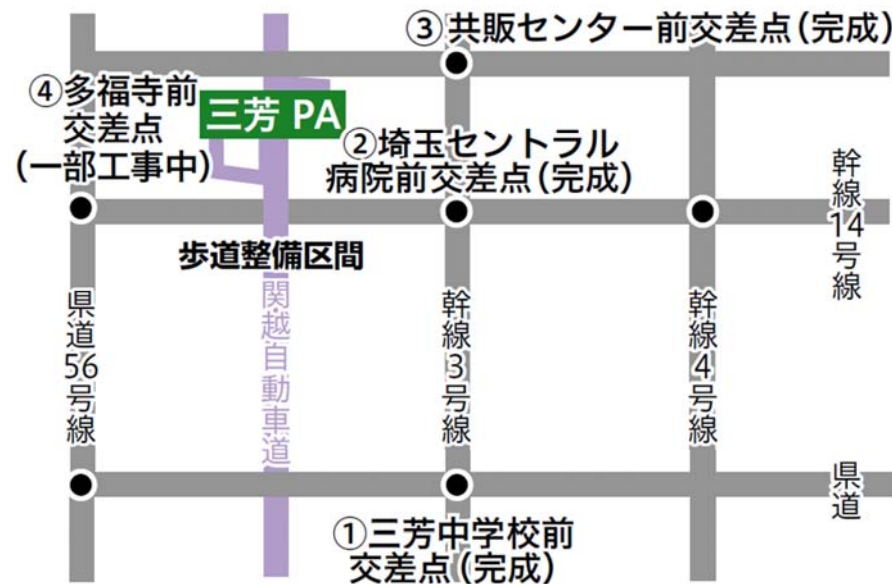 ③共販センター前交差点(完成)
④多福寺前
交差点
(一部工事中)
三芳 PA
②埼玉セントラル
病院前交差点(完成)
幹線14号線
歩道整備区間
県道56号線
関越自動車道
幹線3号線
幹線4号線
県道
①三芳中学校前
交差点(完成)